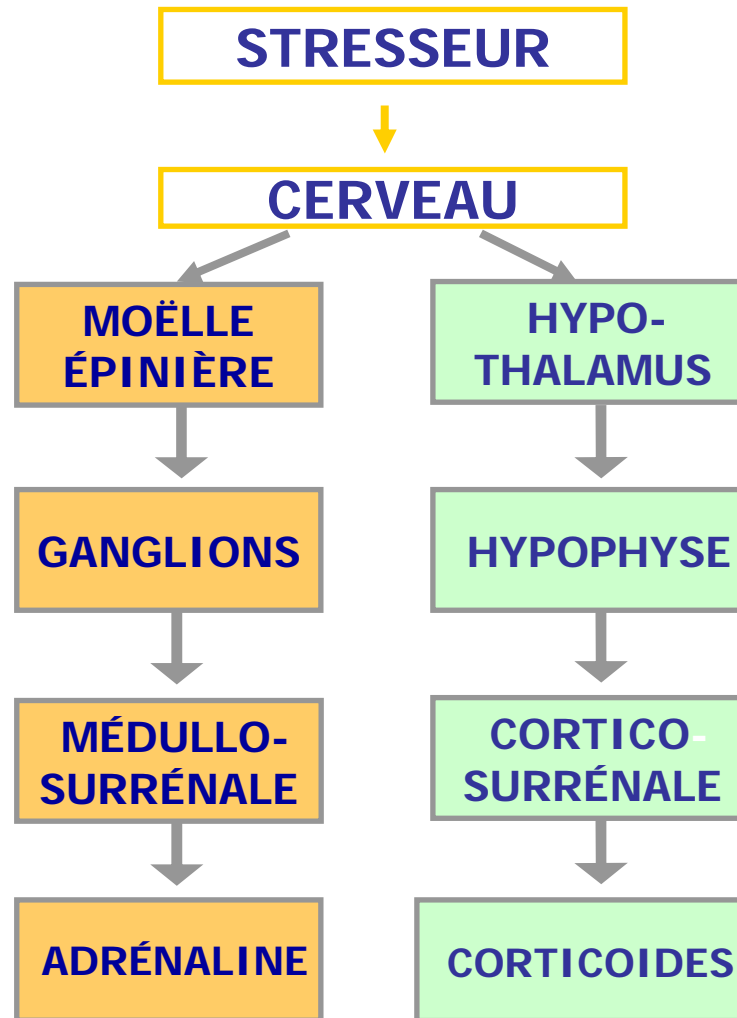 STRESSEUR
CERVEAU
MOËLLE
ÉPINIÈRE
HYPO-
THALAMUS
GANGLIONS
HYPOPHYSE
MÉDULLO-
SURRÉNALE
CORTICO-
SURRÉNALE
ADRÉNALINE
CORTICOIDES